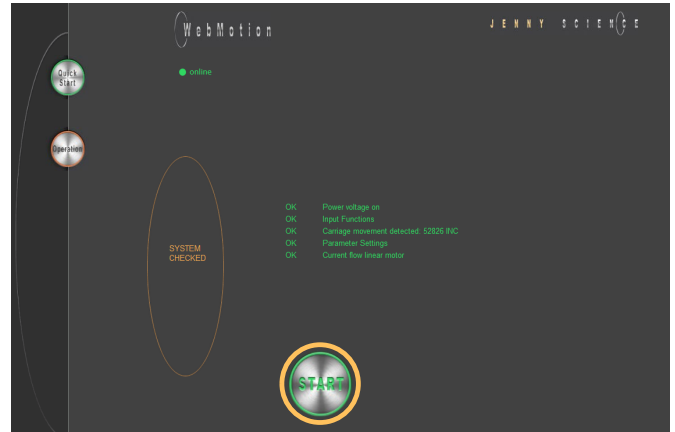 WebMotion
JENNY SCIENCE
Quick
Start
online
Operation
OK Power voltage on
OK Input Functions
OK Carriage movement detected: 52826 INC
OK Parameter Settings
OK Current flow linear motor
SYSTEM
CHECKED
START